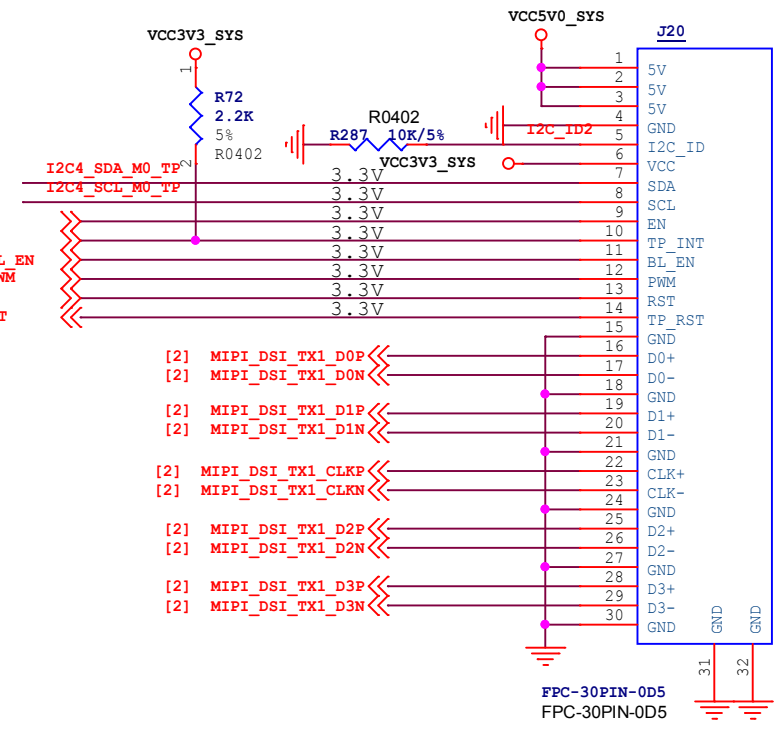 VCC5V0_SYS
VCC3V3_SYS
J20
1
R72
2.2K
5%
R0402
2
R0402
R287 10K/5%
I2C_ID2
VCC3V3_SYS
I2C4_SDA_M0_TP
I2C4_SCL_M0_TP
3.3V
3.3V
3.3V
3.3V
3.3V
3.3V
3.3V
3.3V
L_EN
WM
T
1 5V
2 5V
3 5V
4 GND
5 I2C_ID
6 VCC
7 SDA
8 SCL
9 EN
10 TP_INT
11 BL_EN
12 PWM
13 RST
14 TP_RST
15 GND
[2] MIPI_DSI_TX1_D0P 16 D0+
[2] MIPI_DSI_TX1_D0N 17 D0-
18 GND
[2] MIPI_DSI_TX1_D1P 19 D1+
[2] MIPI_DSI_TX1_D1N 20 D1-
21 GND
[2] MIPI_DSI_TX1_CLKP 22 CLK+
[2] MIPI_DSI_TX1_CLKN 23 CLK-
24 GND
[2] MIPI_DSI_TX1_D2P 25 D2+
[2] MIPI_DSI_TX1_D2N 26 D2-
27 GND
[2] MIPI_DSI_TX1_D3P 28 D3+
[2] MIPI_DSI_TX1_D3N 29 D3-
30 GND
GND
GND
31
32
FPC-30PIN-0D5
FPC-30PIN-0D5